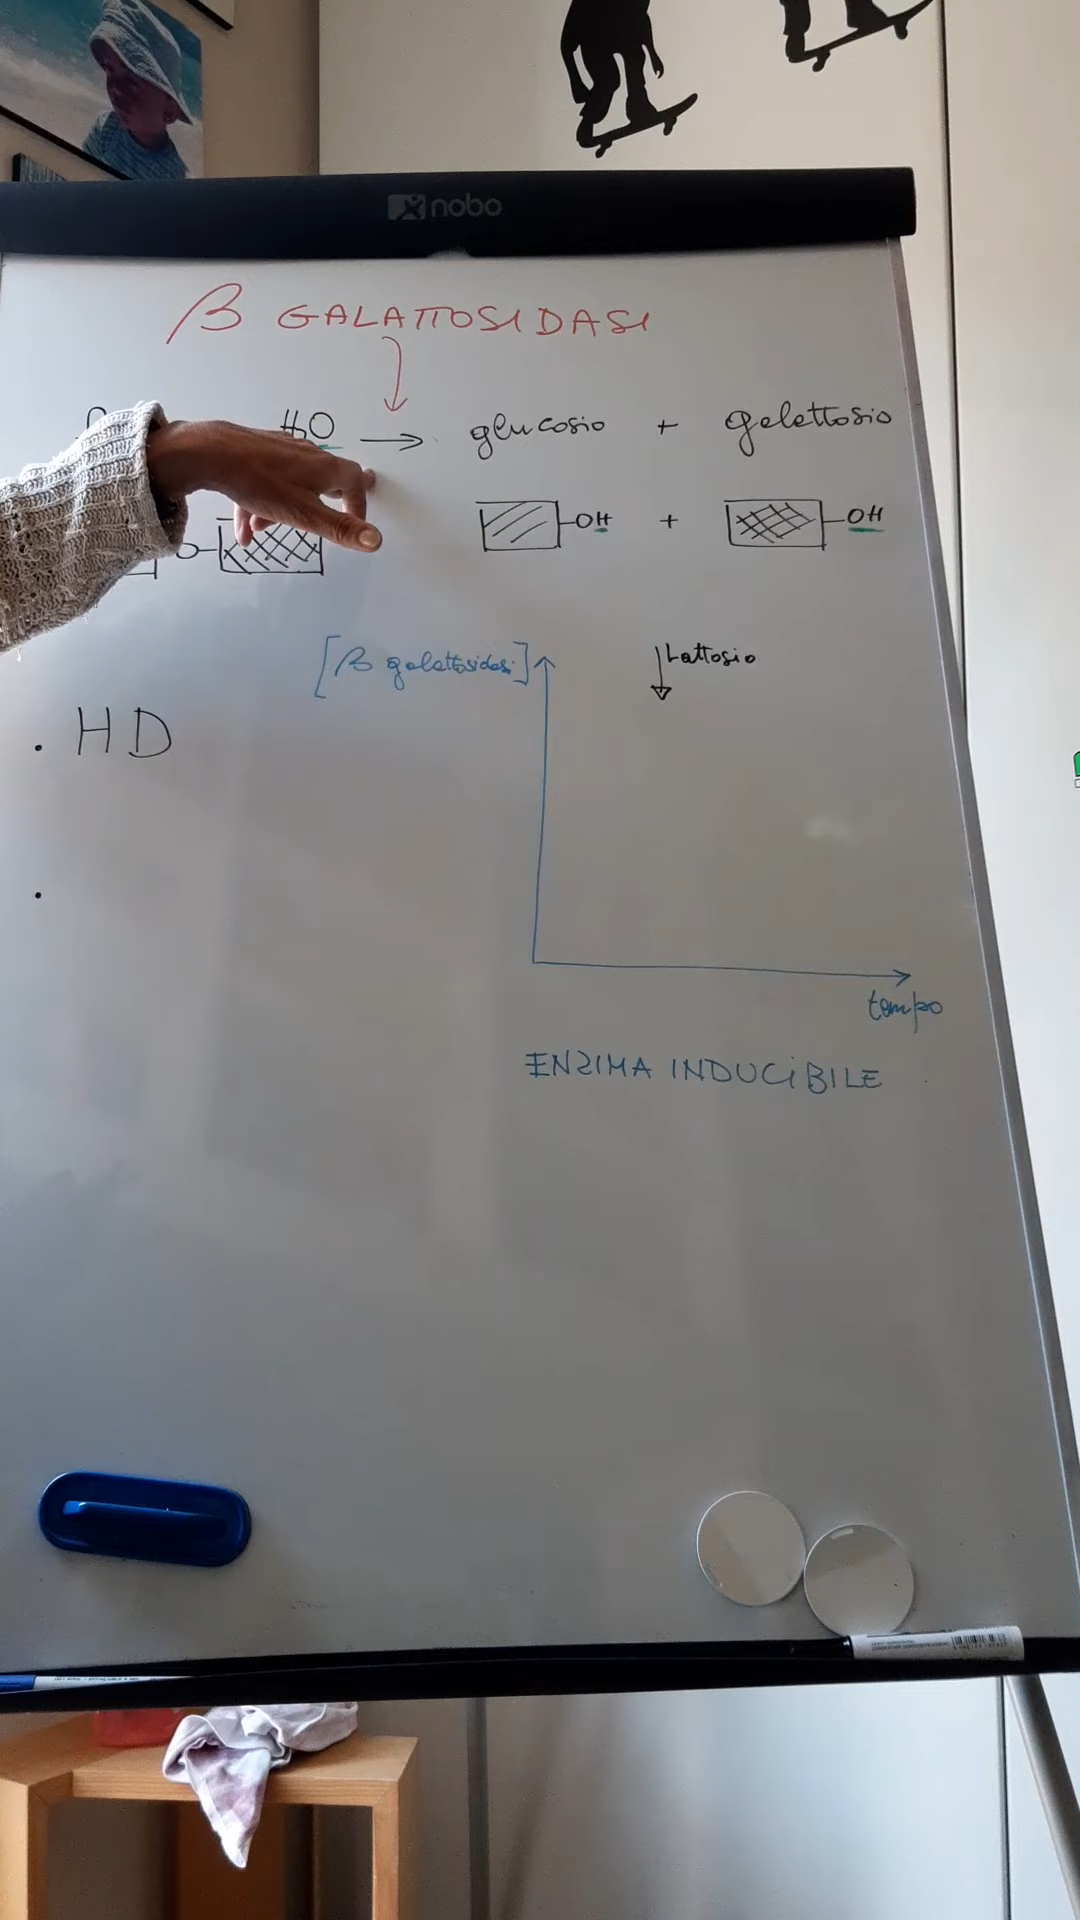 nobo
β GALATTOSIDASI
H₂O → glucosio + galattosio
O
OH + OH
[β galattosidasi]
↓ Lattosio
. HD
.
tempo
ENZIMA INDUCIBILE